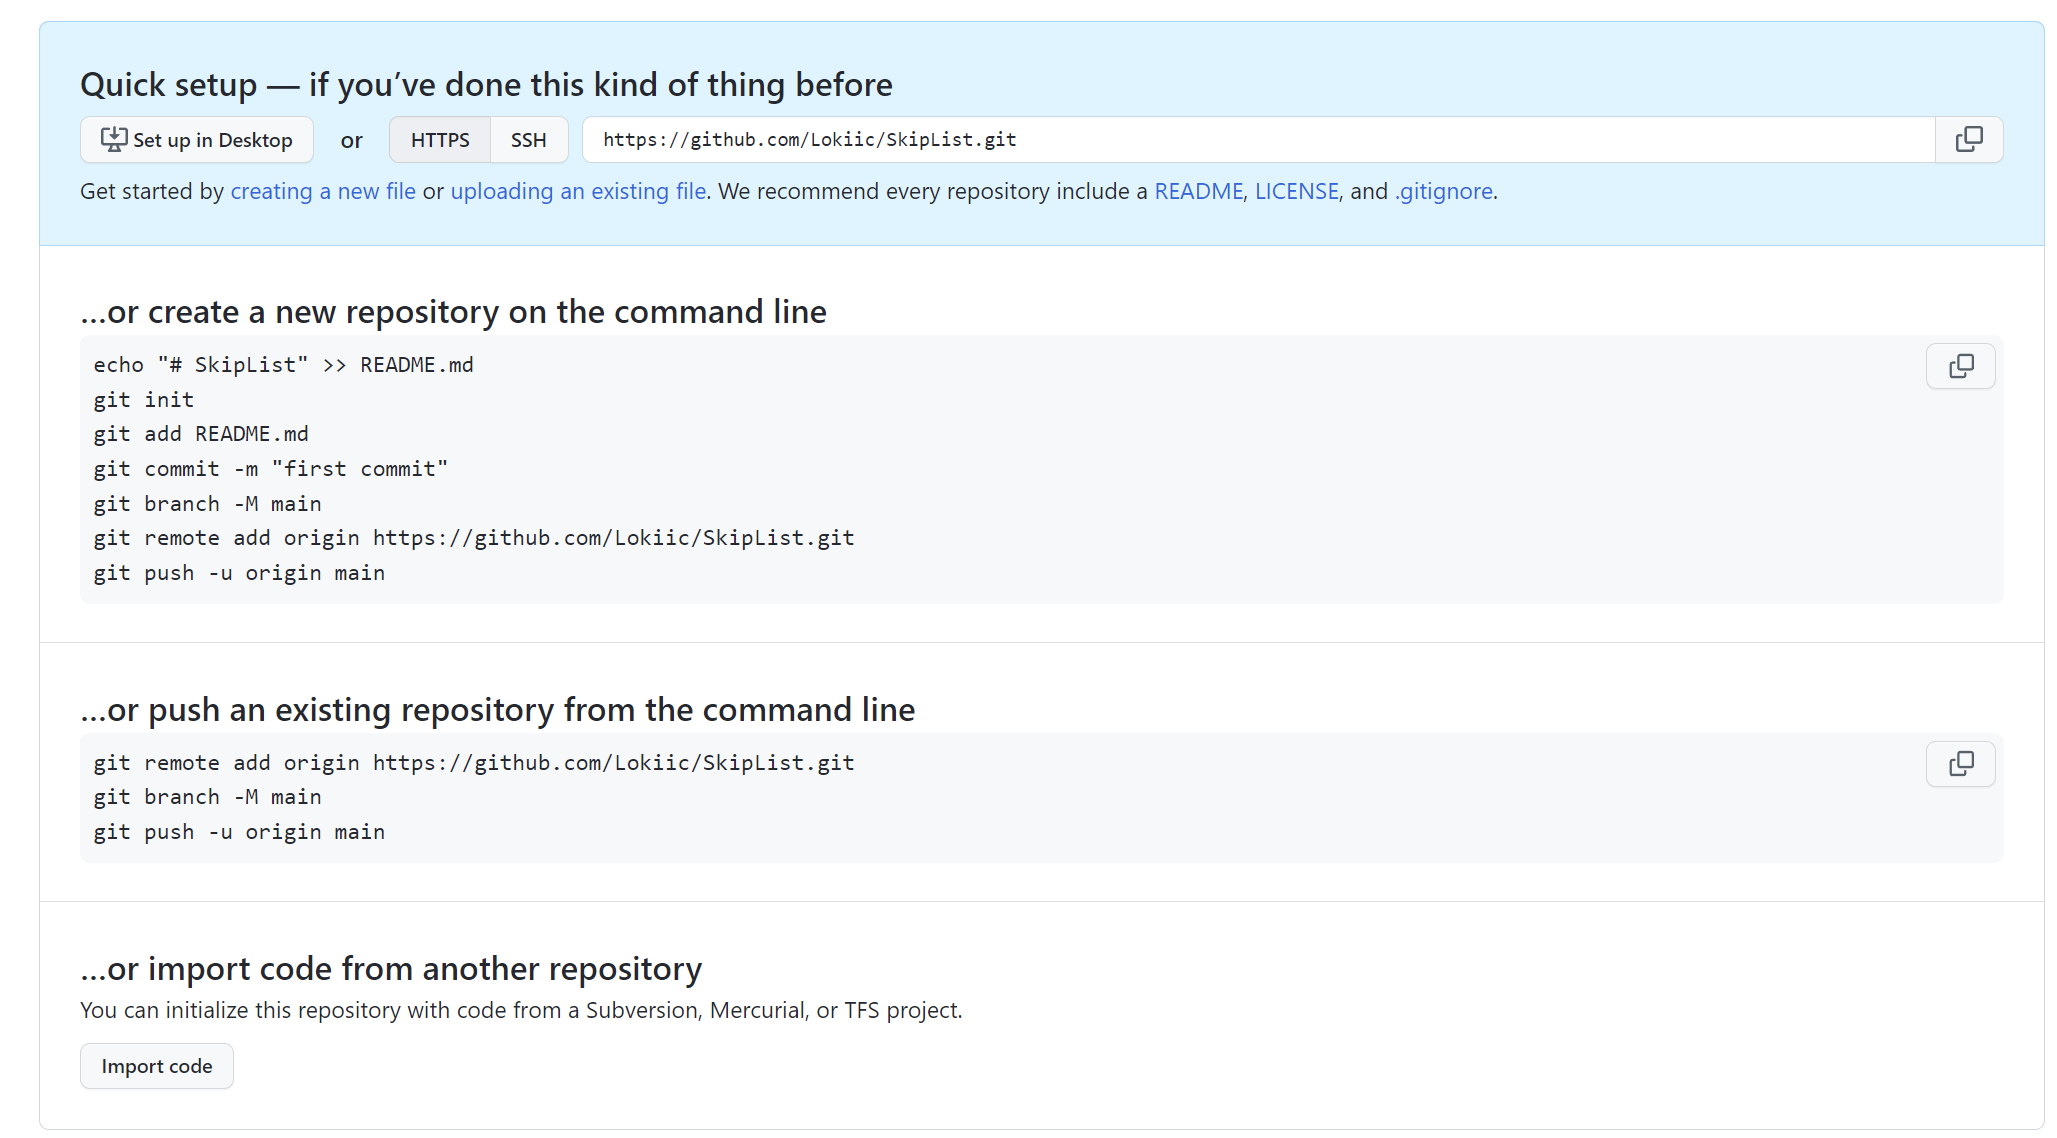 Quick setup — if you’ve done this kind of thing before
Set up in Desktop or HTTPS SSH https://github.com/Lokiic/SkipList.git
Get started by creating a new file or uploading an existing file. We recommend every repository include a README, LICENSE, and .gitignore.
…or create a new repository on the command line
echo "# SkipList" >> README.md
git init
git add README.md
git commit -m "first commit"
git branch -M main
git remote add origin https://github.com/Lokiic/SkipList.git
git push -u origin main
…or push an existing repository from the command line
git remote add origin https://github.com/Lokiic/SkipList.git
git branch -M main
git push -u origin main
…or import code from another repository
You can initialize this repository with code from a Subversion, Mercurial, or TFS project.
Import code